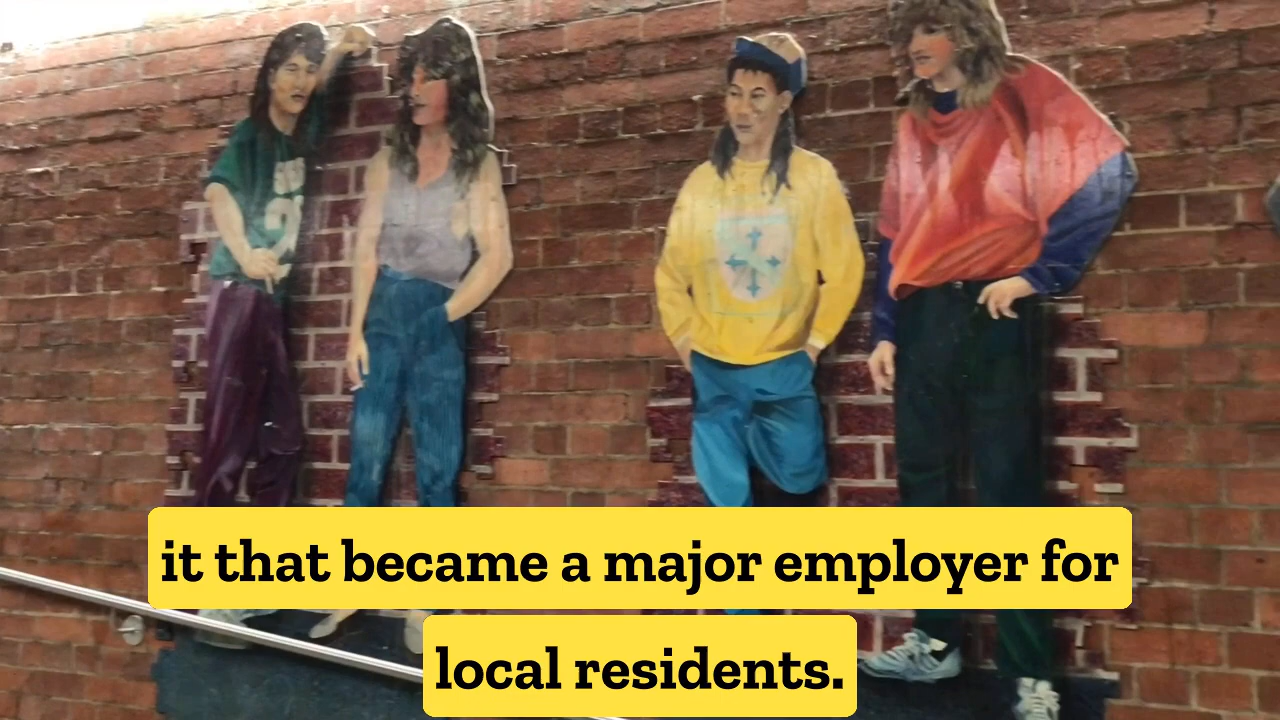 it that became a major employer for
local residents.